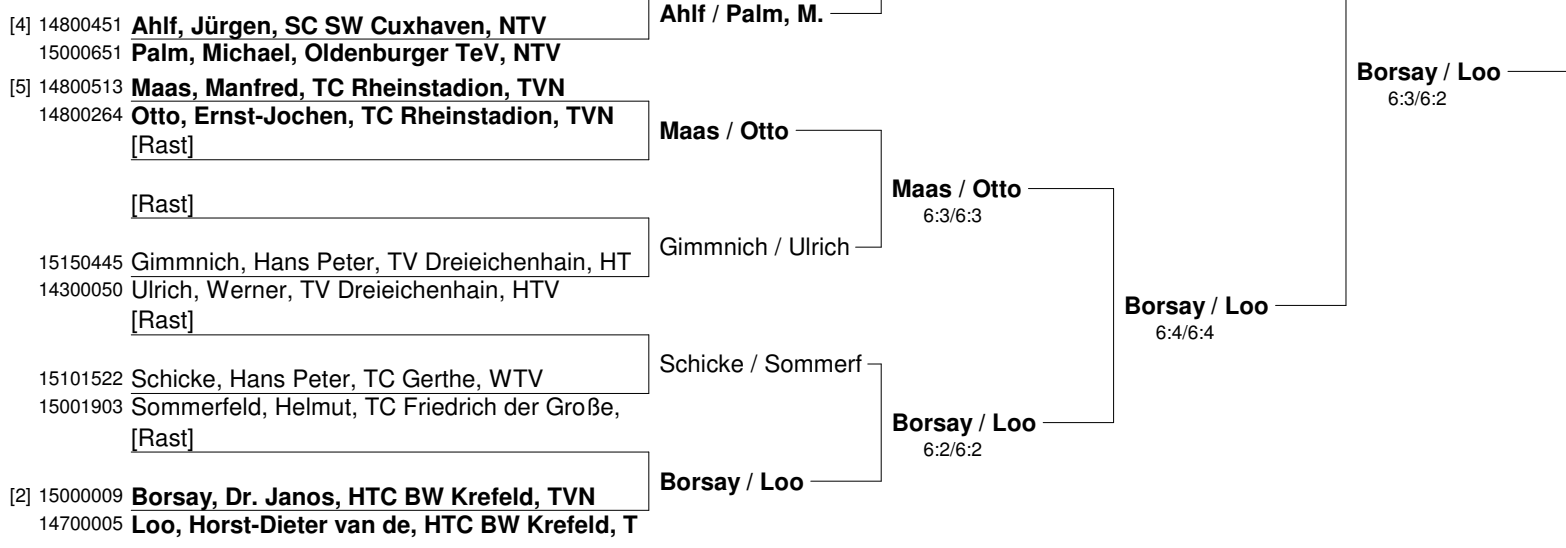 Ahlf / Palm, M.
[4] 14800451 Ahlf, Jürgen, SC SW Cuxhaven, NTV
15000651 Palm, Michael, Oldenburger TeV, NTV
Borsay / Loo
6:3/6:2
[5] 14800513 Maas, Manfred, TC Rheinstadion, TVN
14800264 Otto, Ernst-Jochen, TC Rheinstadion, TVN
Maas / Otto
[Rast]
Maas / Otto
6:3/6:3
[Rast]
Gimmnich / Ulrich
15150445 Gimmnich, Hans Peter, TV Dreieichenhain, HT
14300050 Ulrich, Werner, TV Dreieichenhain, HTV
Borsay / Loo
6:4/6:4
[Rast]
Schicke / Sommerf
15101522 Schicke, Hans Peter, TC Gerthe, WTV
15001903 Sommerfeld, Helmut, TC Friedrich der Große,
Borsay / Loo
6:2/6:2
[Rast]
Borsay / Loo
[2] 15000009 Borsay, Dr. Janos, HTC BW Krefeld, TVN
14700005 Loo, Horst-Dieter van de, HTC BW Krefeld, T